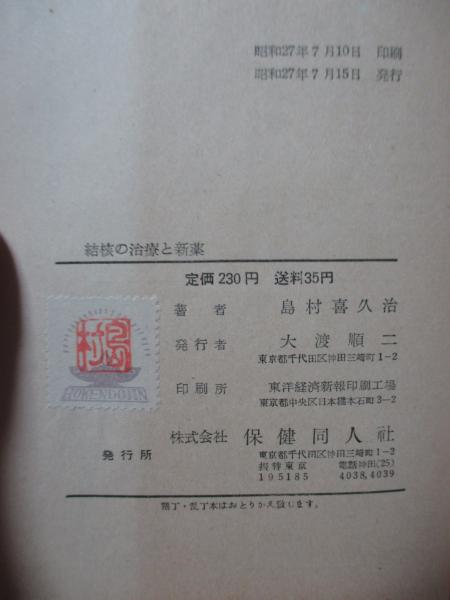 昭和27年7月10日 印刷
昭和27年7月15日 発行
結核の治療と新薬
定価230円 送料35円
著者 島村喜久治
発行者 大渡順二
東京都千代田区神田三崎町1-2
印刷所 東洋経済新報印刷工場
東京都中央区日本橋本石町3-2
株式会社 保健同人社
発行所 東京都千代田区神田三崎町1-2
振替東京 電話神田(25)
195185 4038,4039
島村
HOKENDOJIN
落丁・乱丁本はおとりかえ致します。